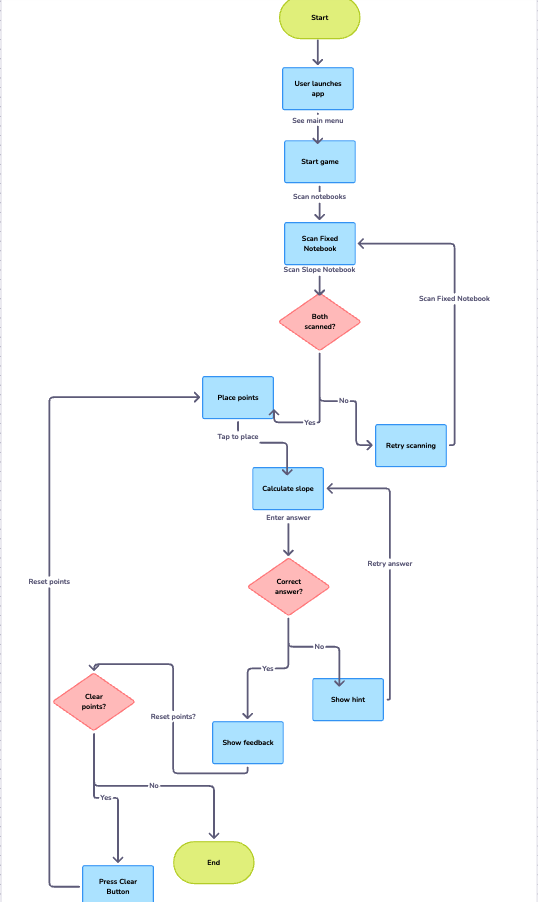 Start
User launches
app
See main menu
Start game
Scan notebooks
Scan Fixed
Notebook
Scan Slope Notebook
Scan Fixed Notebook
Both
scanned?
Place points
No
Yes
Tap to place
Retry scanning
Calculate slope
Enter answer
Retry answer
Reset points
Correct
answer?
No
Yes
Clear
points?
Show hint
Reset points?
Show feedback
No
Yes
End
Press Clear
Button